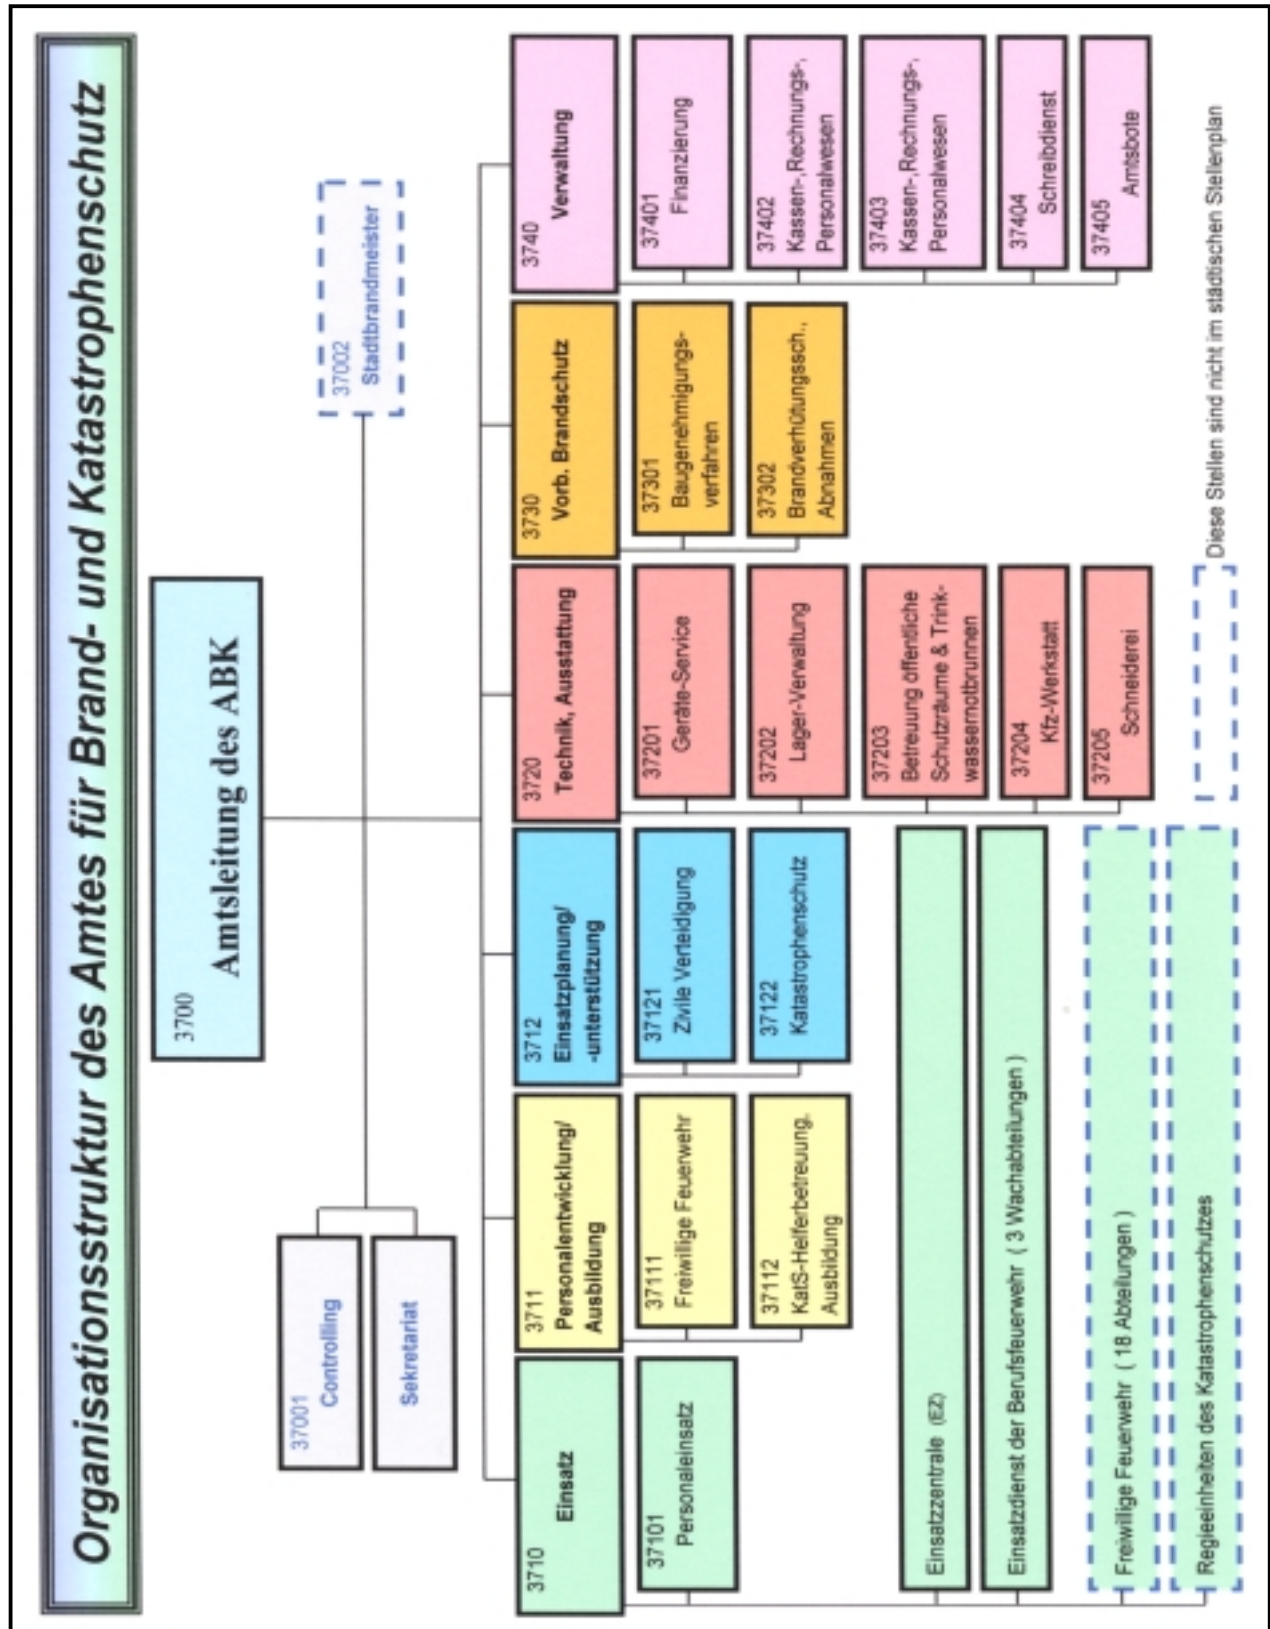 Organisationsstruktur des Amtes für Brand- und Katastrophenschutz
3700
Amtsleitung des ABK
37001
Controlling
Sekretariat
37002
Stadtbrandmeister
3710
Einsatz
37101
Personaleinsatz
Einsatzzentrale (EZ)
Einsatzdienst der Berufsfeuerwehr ( 3 Wachabteilungen )
Freiwillige Feuerwehr ( 18 Abteilungen )
Regieeinheiten des Katastrophenschutzes
3711
Personalentwicklung/
Ausbildung
37111
Freiwillige Feuerwehr
37112
KatS-Helferbetreuung,
Ausbildung
3712
Einsatzplanung/
-unterstützung
37121
Zivile Verteidigung
37122
Katastrophenschutz
3720
Technik, Ausstattung
37201
Geräte-Service
37202
Lager-Verwaltung
37203
Betreuung öffentliche
Schutzräume & Trink-
wassernotbrunnen
37204
Kfz-Werkstatt
37205
Schneiderei
3730
Vorb. Brandschutz
37301
Baugenehmigungs-
verfahren
37302
Brandverhütungssch.,
Abnahmen
3740
Verwaltung
37401
Finanzierung
37402
Kassen-,Rechnungs-,
Personalwesen
37403
Kassen-,Rechnungs-,
Personalwesen
37404
Schreibdienst
37405
Amtsbote
Diese Stellen sind nicht im städtischen Stellenplan